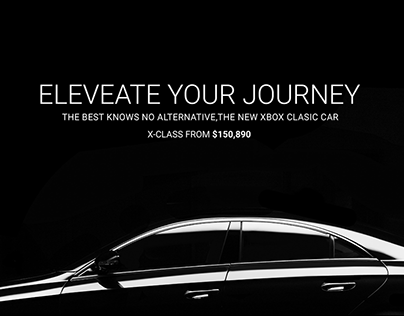 ELEVEATE YOUR JOURNEY
THE BEST KNOWS NO ALTERNATIVE,THE NEW XBOX CLASIC CAR
X-CLASS FROM $150,890